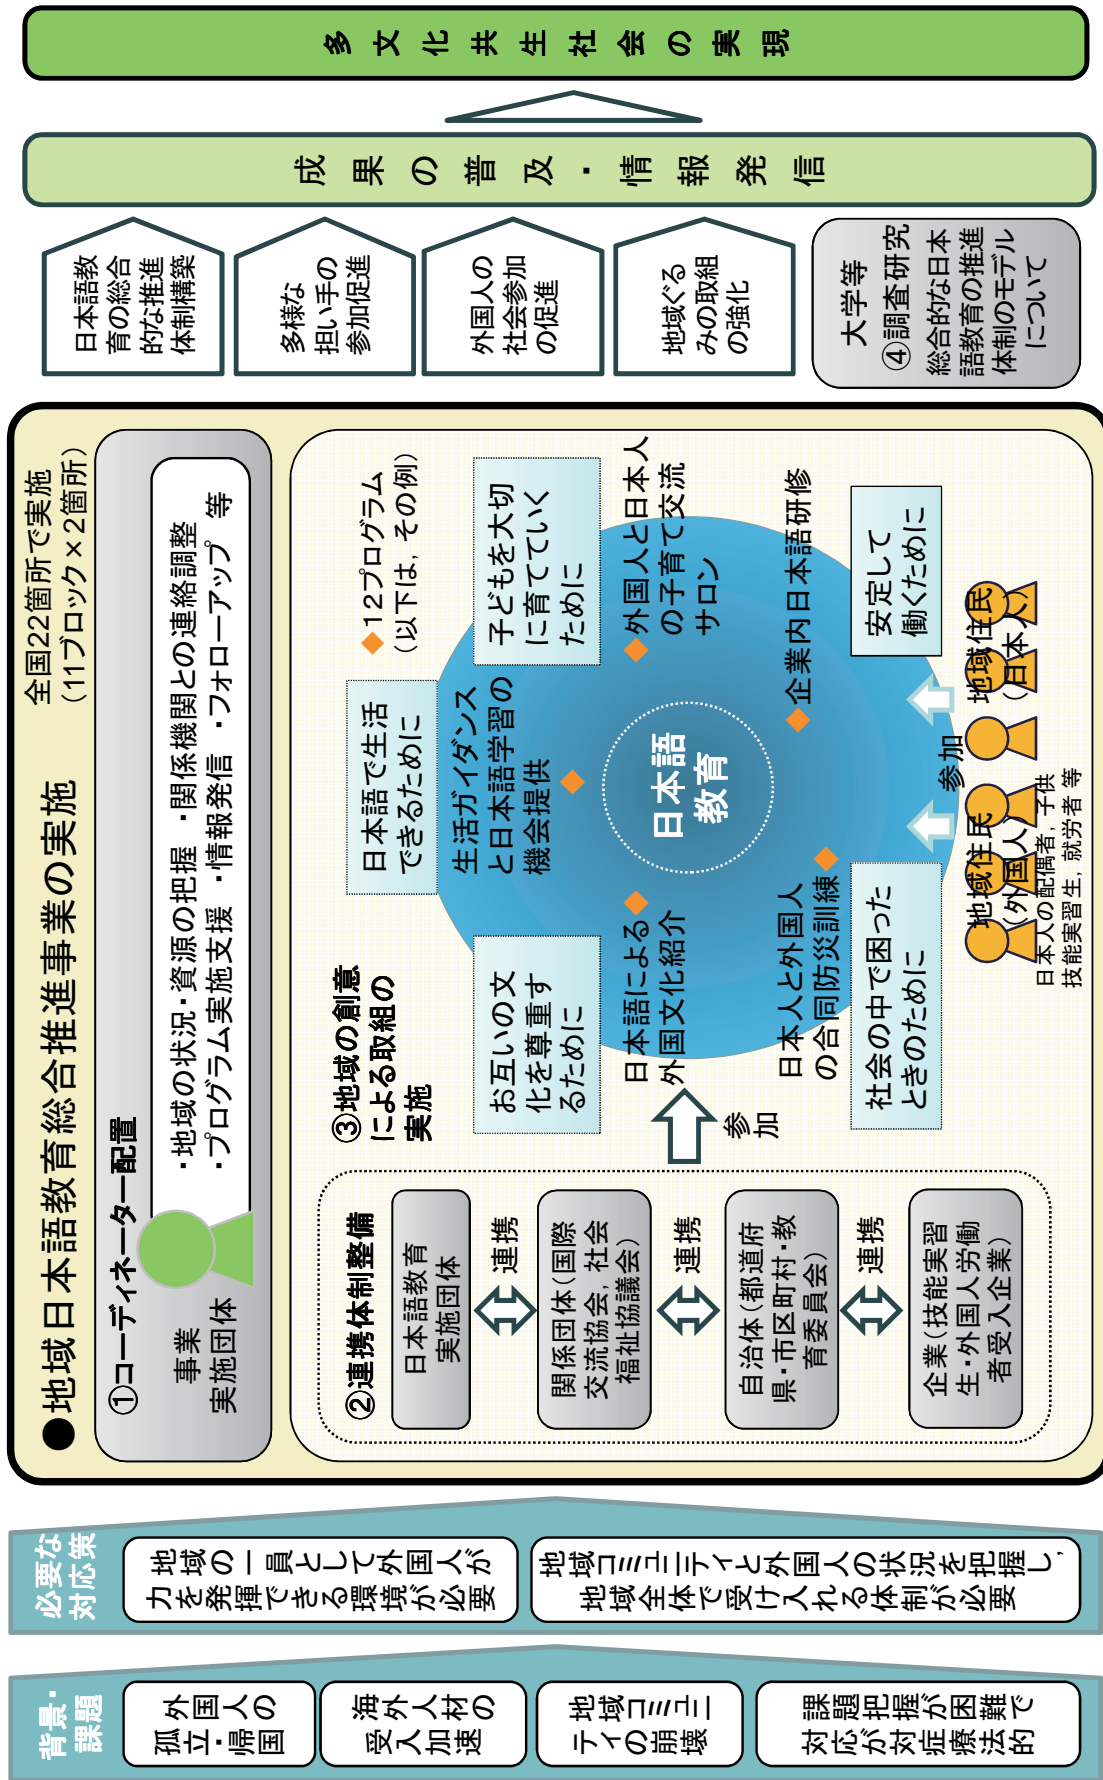 背景・
課題
外国人の
孤立・帰国
海外人材の
受入加速
地域コミュニ
ティの崩壊
課題把握が困難で
対応が対症療法的
必要な
対応策
地域の一員として外国人が
力を発揮できる環境が必要
地域コミュニティと外国人の状況を把握し,
地域全体で受け入れる体制が必要
●地域日本語教育総合推進事業の実施
全国22箇所で実施
(11ブロック×2箇所)
①コーディネーター配置
事業
実施団体
・地域の状況・資源の把握 ・関係機関との連絡調整
・プログラム実施支援 ・情報発信 ・フォローアップ 等
②連携体制整備
日本語教育
実施団体
連携
関係団体(国際
交流協会,社会
福祉協議会)
連携
自治体(都道府
県・市区町村・教
育委員会)
連携
企業(技能実習
生・外国人労働
者受入企業)
参加
③地域の創意
による取組の
実施
◆12プログラム
(以下は,その例)
お互いの文
化を尊重す
るために
◆日本語による
外国文化紹介
日本語で生活
できるために
◆生活ガイダンス
と日本語学習の
機会提供
子どもを大切
に育てていく
ために
◆外国人と日本人
の子育て交流
サロン
日本語
教育
◆日本人と外国人
の合同防災訓練
社会の中で困った
ときのために
◆企業内日本語研修
安定して
働くために
参加
地域住民
(外国人)
日本人の配偶者,子供
技能実習生,就労者 等
地域住民
(日本人)
日本語教
育の総合
的な推進
体制構築
多様な
担い手の
参加促進
外国人の
社会参加
の促進
地域ぐる
みの取組
の強化
大学等
④調査研究
総合的な日本
語教育の推進
体制のモデル
について
成果の普及・情報発信
多文化共生社会の実現